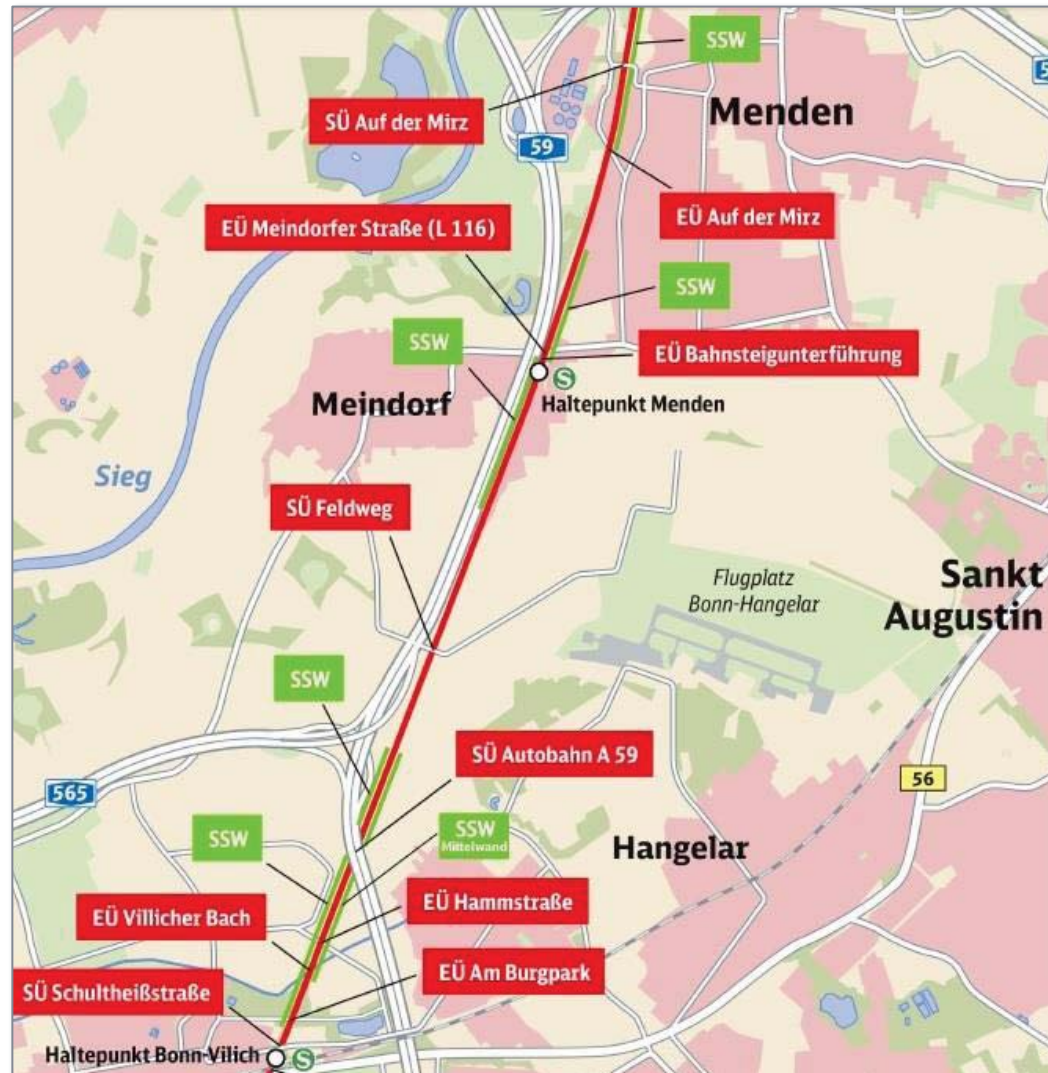 SSW
SÜ Auf der Mirz
Menden
59
EÜ Auf der Mirz
EÜ Meindorfer Straße (L 116)
SSW
SSW
EÜ Bahnsteigunterführung
S
Haltepunkt Menden
Meindorf
Sieg
SÜ Feldweg
Flugplatz
Bonn-Hangelar
Sankt
Augustin
SSW
SÜ Autobahn A 59
565
56
SSW
SSW
Mittelwand
Hangelar
EÜ Villicher Bach
EÜ Hammstraße
EÜ Am Burgpark
SÜ Schultheißstraße
Haltepunkt Bonn-Vilich
S